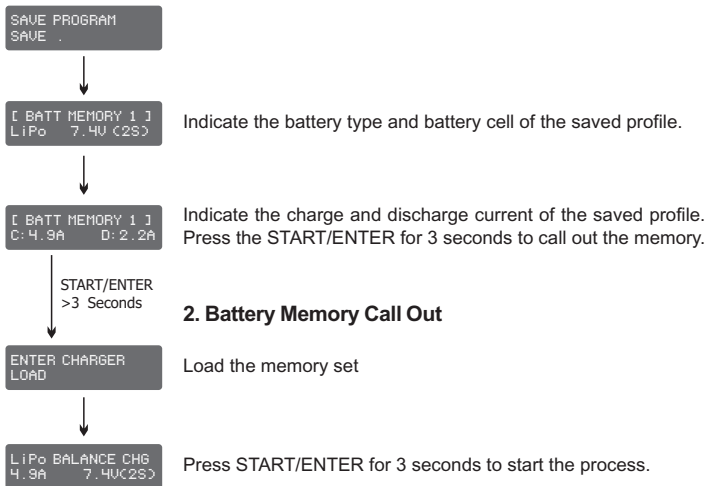 SAVE PROGRAM
SAVE .
[ BATT MEMORY 1 ]
LiPo 7.4V (2S)
Indicate the battery type and battery cell of the saved profile.
[ BATT MEMORY 1 ]
C:4.9A D:2.2A
Indicate the charge and discharge current of the saved profile.
Press the START/ENTER for 3 seconds to call out the memory.
START/ENTER
>3 Seconds
2. Battery Memory Call Out
ENTER CHARGER
LOAD
Load the memory set
LiPo BALANCE CHG
4.9A 7.4V(2S)
Press START/ENTER for 3 seconds to start the process.